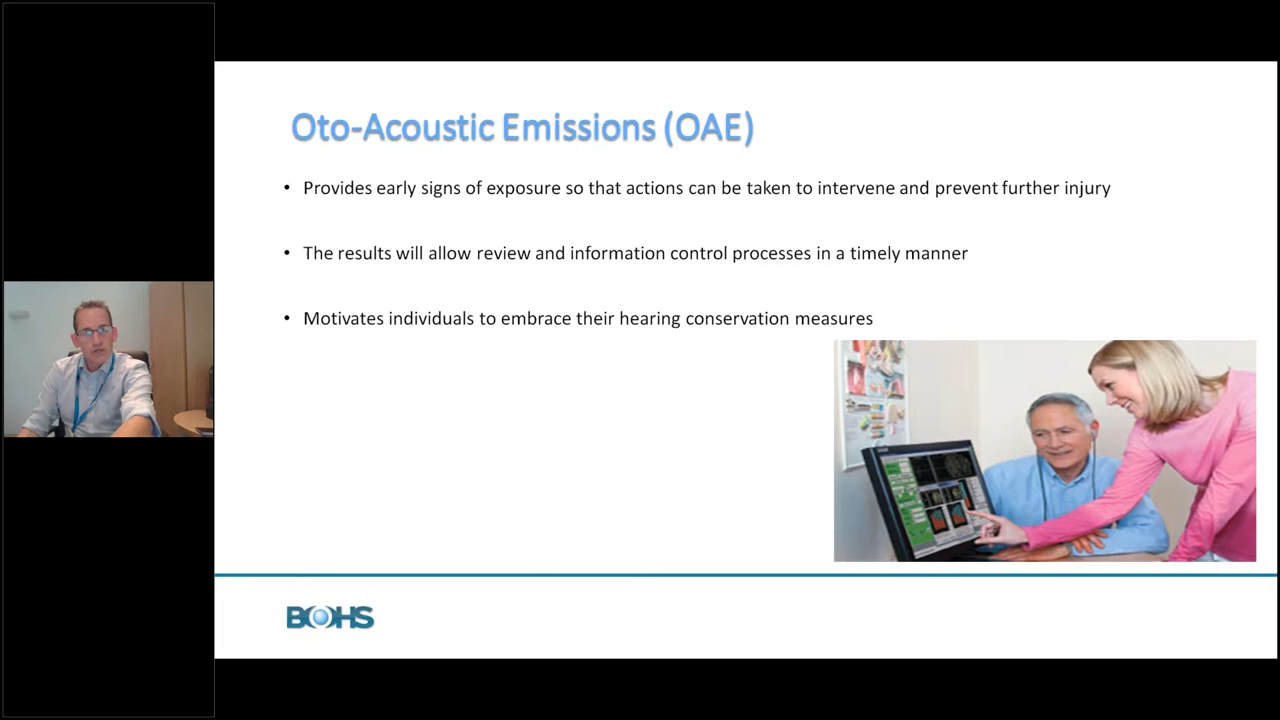 Oto-Acoustic Emissions (OAE)
• Provides early signs of exposure so that actions can be taken to intervene and prevent further injury
• The results will allow review and information control processes in a timely manner
• Motivates individuals to embrace their hearing conservation measures
BOHS